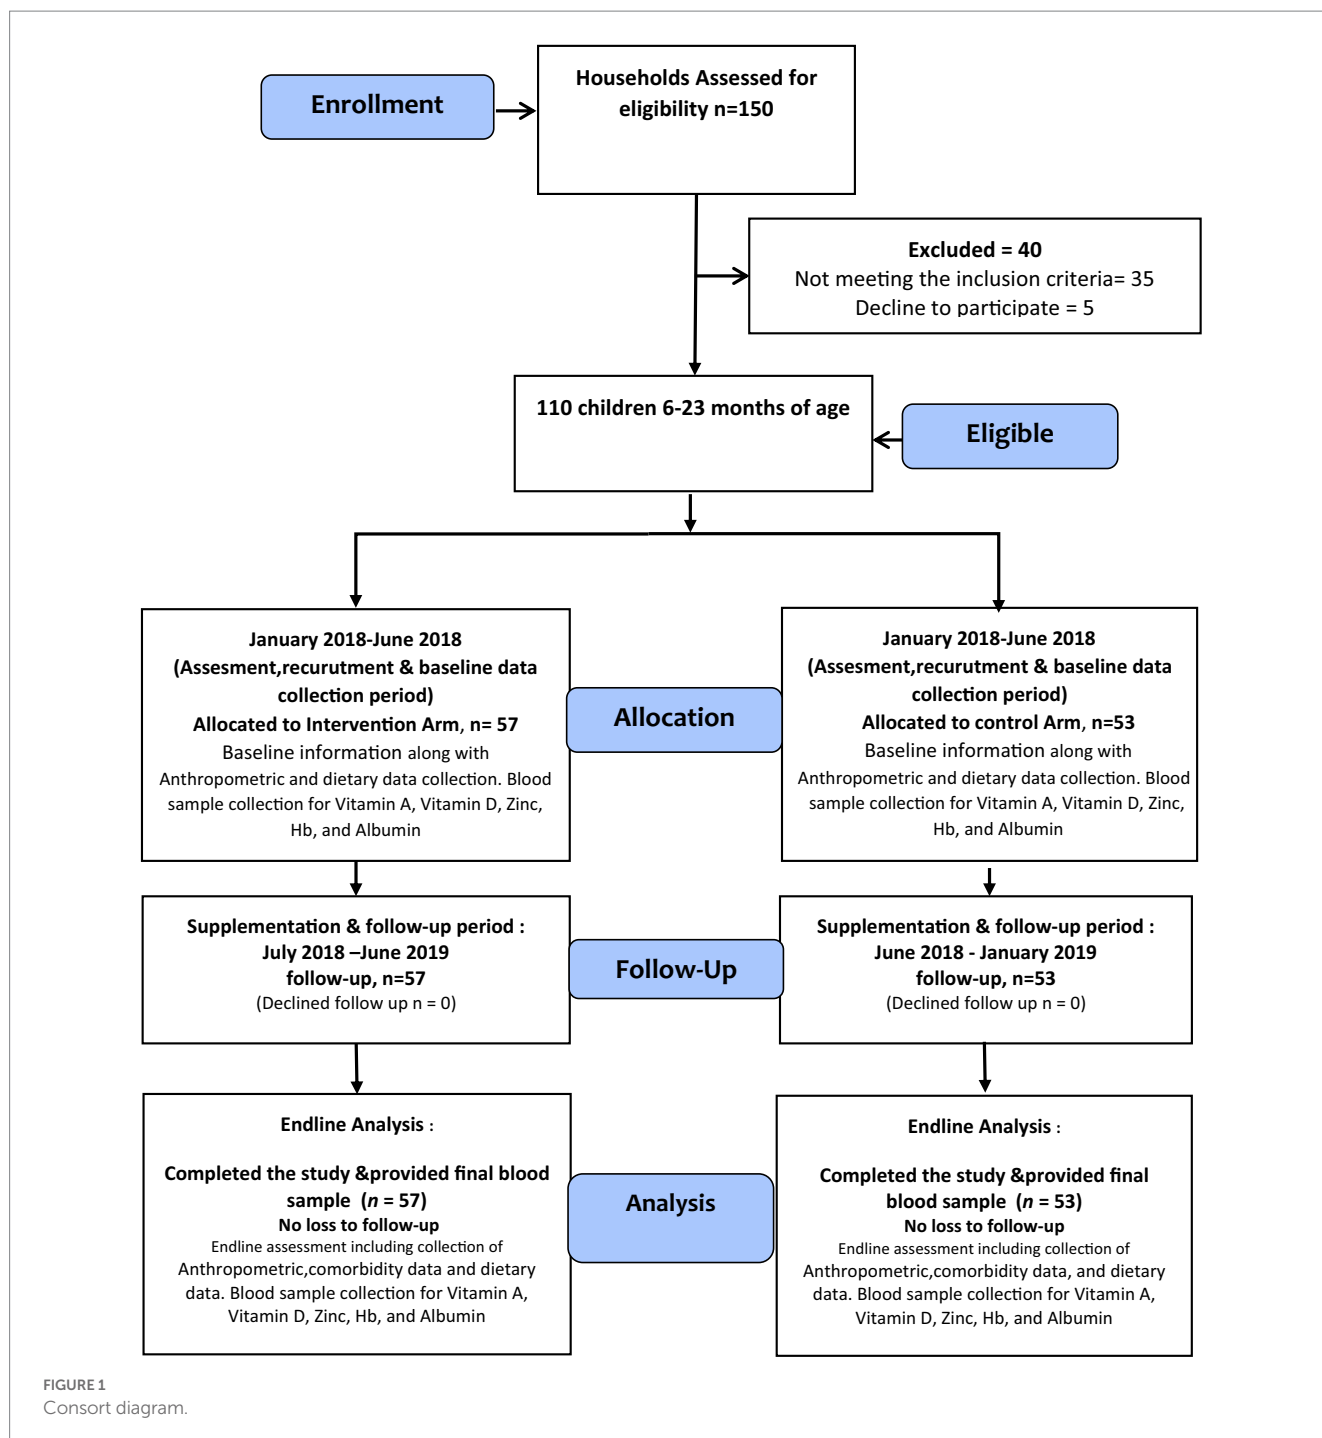 Enrollment
Households Assessed for
eligibility n=150
Excluded = 40
Not meeting the inclusion criteria= 35
Decline to participate = 5
110 children 6-23 months of age
Eligible
January 2018-June 2018
(Assesment,recurutment & baseline data
collection period)
Allocated to Intervention Arm, n= 57
Baseline information along with
Anthropometric and dietary data collection. Blood
sample collection for Vitamin A, Vitamin D, Zinc,
Hb, and Albumin
Allocation
January 2018-June 2018
(Assesment,recurutment & baseline data
collection period)
Allocated to control Arm, n=53
Baseline information along with
Anthropometric and dietary data collection. Blood
sample collection for Vitamin A, Vitamin D, Zinc,
Hb, and Albumin
Supplementation & follow-up period :
July 2018 –June 2019
follow-up, n=57
(Declined follow up n = 0)
Follow-Up
Supplementation & follow-up period :
June 2018 - January 2019
follow-up, n=53
(Declined follow up n = 0)
Endline Analysis :
Completed the study &provided final blood
sample (n = 57)
No loss to follow-up
Endline assessment including collection of
Anthropometric,comorbidity data and dietary
data. Blood sample collection for Vitamin A,
Vitamin D, Zinc, Hb, and Albumin
Analysis
Endline Analysis :
Completed the study &provided final
blood sample (n = 53)
No loss to follow-up
Endline assessment including collection of
Anthropometric,comorbidity data, and dietary
data. Blood sample collection for Vitamin A,
Vitamin D, Zinc, Hb, and Albumin
FIGURE 1
Consort diagram.